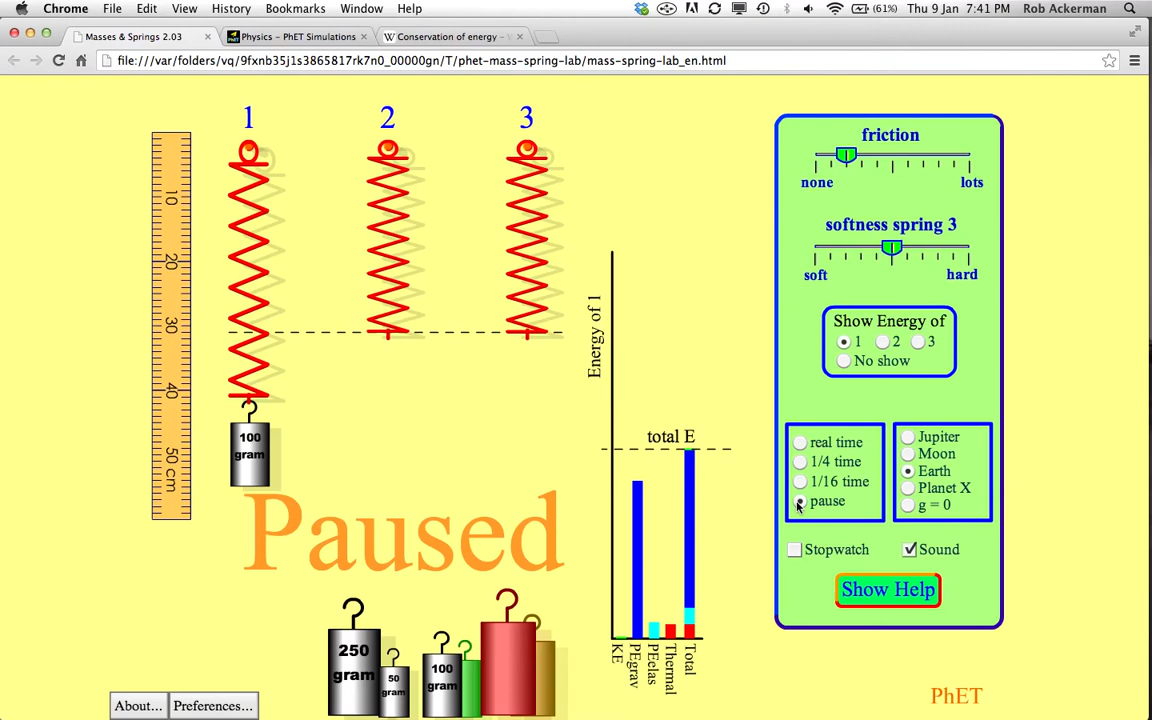 Chrome File Edit View History Bookmarks Window Help (61%) Thu 9 Jan 7:41 PM Rob Ackerman
Masses & Springs 2.03 Physics – PhET Simulations Conservation of energy -
file:///var/folders/vq/9fxnb35j1s3865817rk7n0_00000gn/T/phet-mass-spring-lab/mass-spring-lab_en.html
1 2 3
10
20
30
40
50 cm
100
gram
Paused
250
gram
50
gram
100
gram
Energy of 1
total E
KE
PEgrav
PEelas
Thermal
Total
friction
none lots
softness spring 3
soft hard
Show Energy of
1 2 3
No show
real time
1/4 time
1/16 time
pause
Jupiter
Moon
Earth
Planet X
g = 0
Stopwatch Sound
Show Help
About... Preferences...
PhET